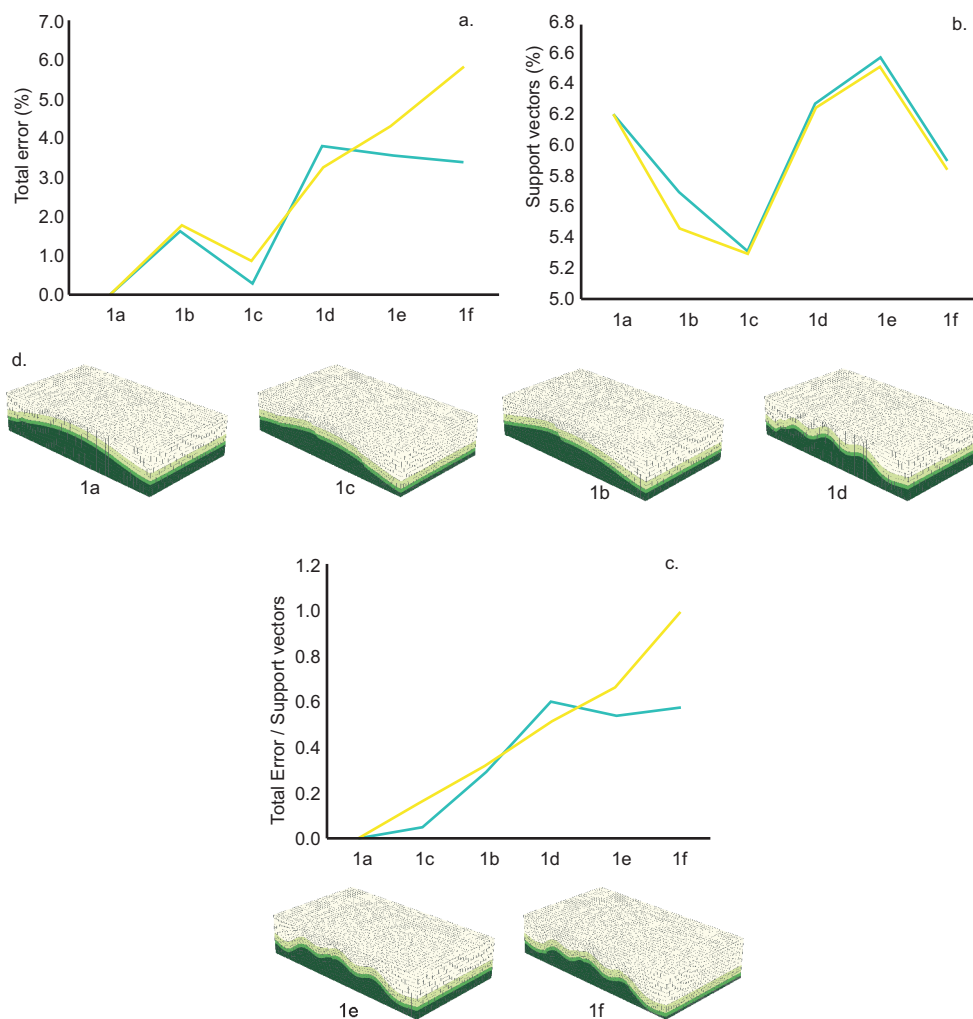 a.
Total error (%)
7.0
6.0
5.0
4.0
3.0
2.0
1.0
0.0
1a 1b 1c 1d 1e 1f
b.
Support vectors (%)
6.8
6.6
6.4
6.2
6.0
5.8
5.6
5.4
5.2
5.0
1a 1b 1c 1d 1e 1f
d.
1a 1c 1b 1d
c.
Total Error / Support vectors
1.2
1.0
0.8
0.6
0.4
0.2
0.0
1a 1c 1b 1d 1e 1f
1e 1f